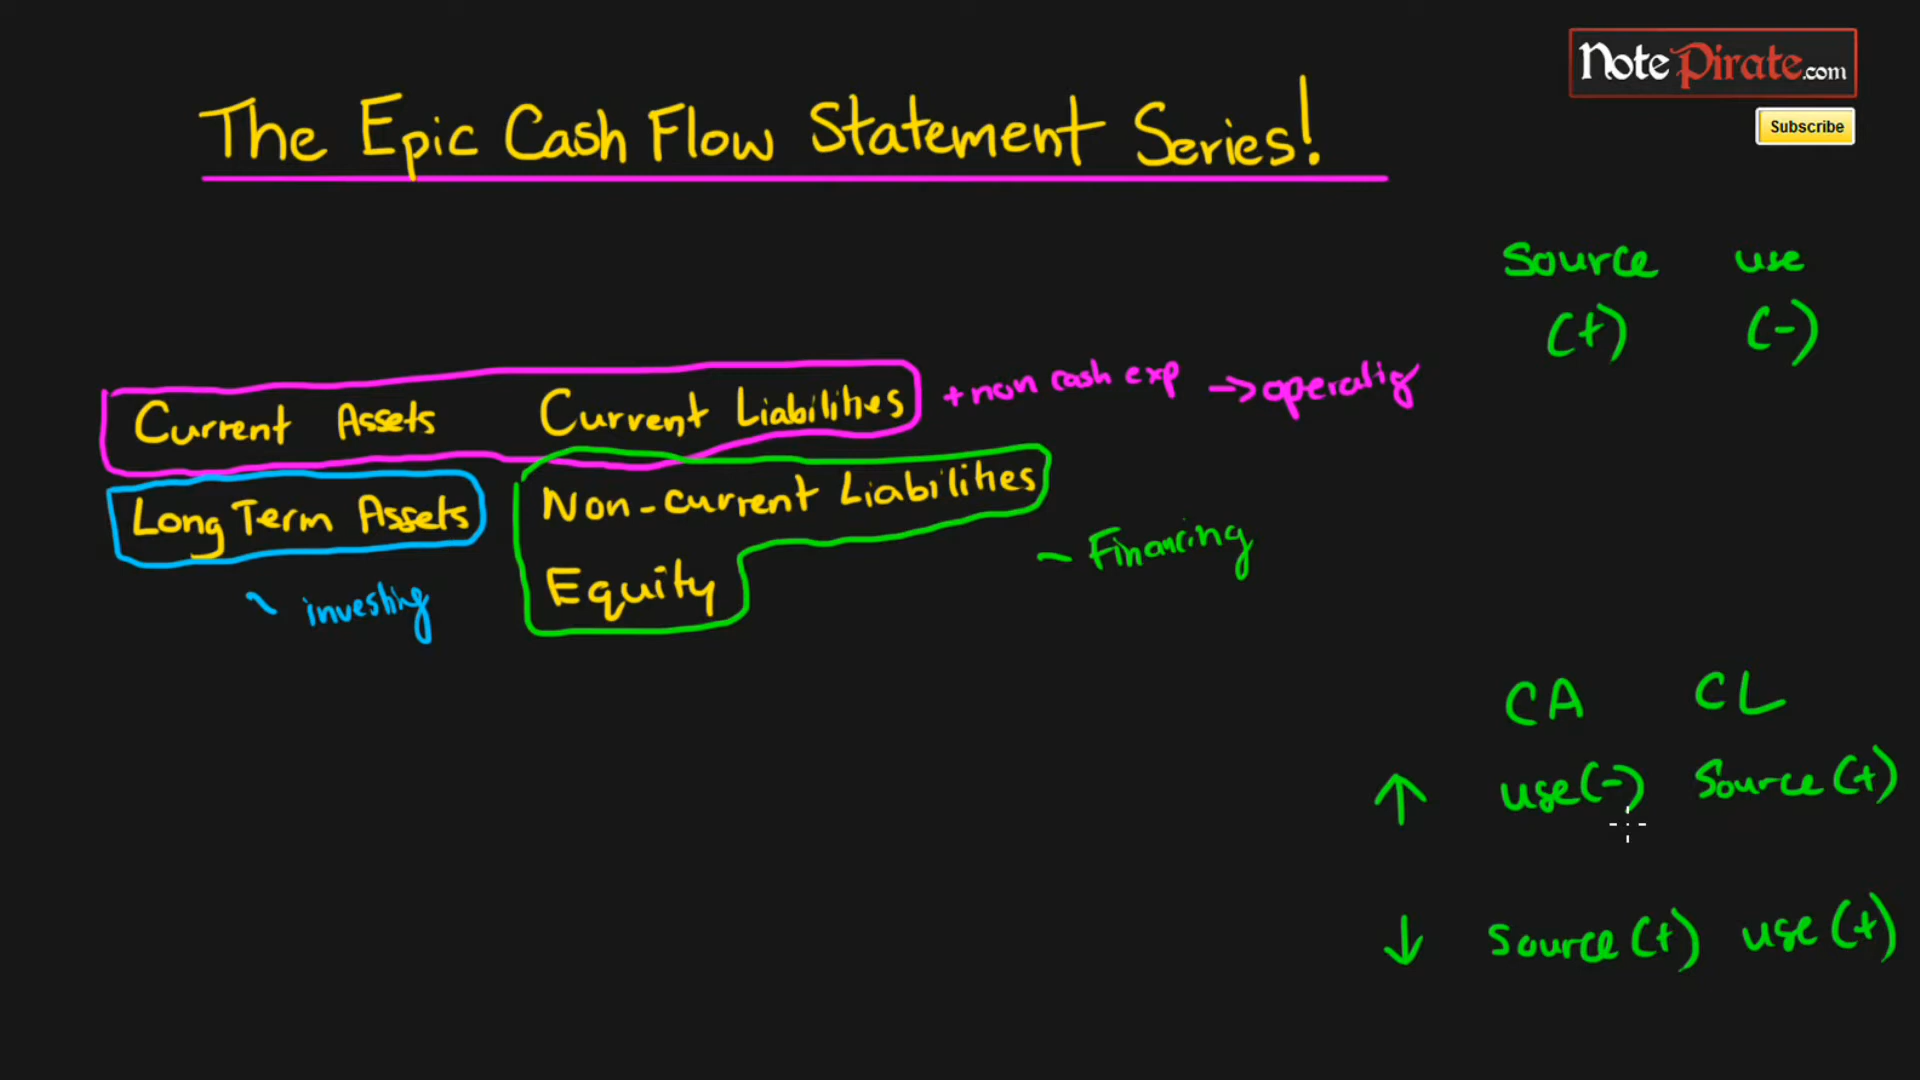 NotePirate.com
Subscribe
The Epic Cash Flow Statement Series!
Source use
(+) (-)
Current Assets Current Liabilities + non cash exp → operatig
Long Term Assets Non-current Liabilities
Equity - Financing
investing
CA CL
↑ use(-) Source(+)
↓ source(+) use(+)